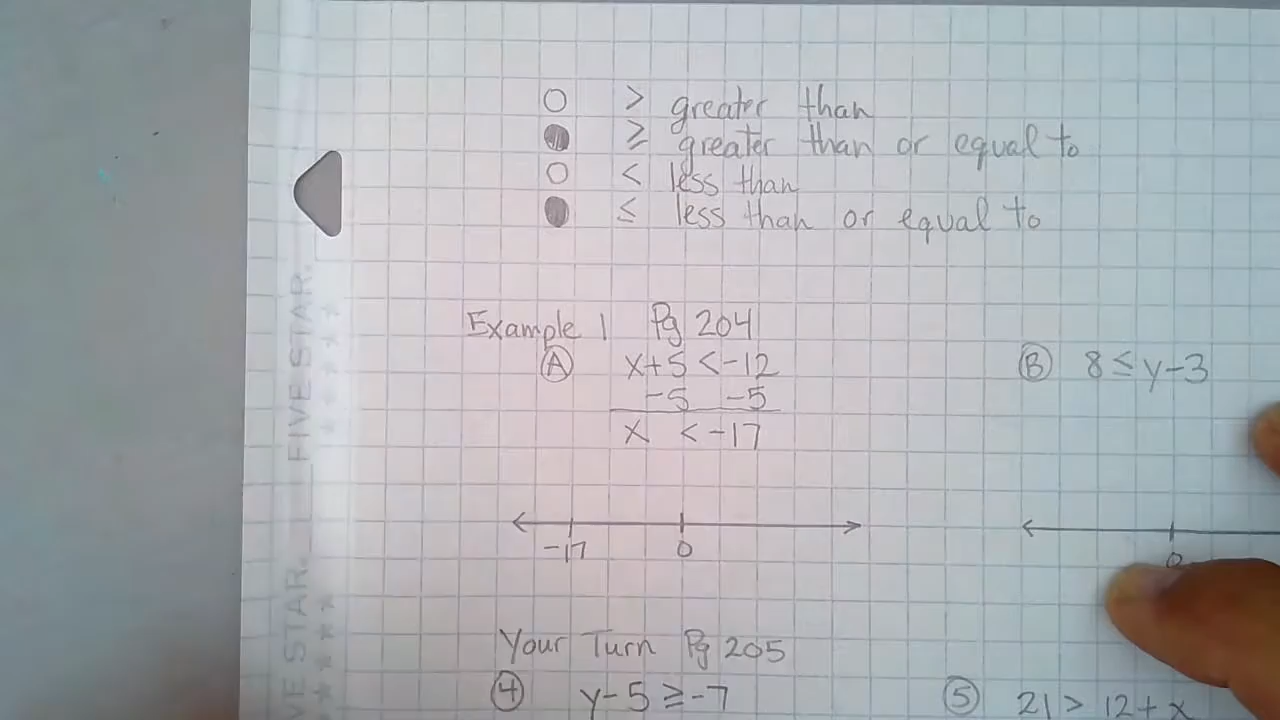 ○ > greater than
● ≥ greater than or equal to
○ < less than
● ≤ less than or equal to
Example 1 Pg 204
Ⓐ x+5 <-12
-5 -5
x <-17
Ⓑ 8 ≤ y-3
-17 0
0
Your Turn Pg 205
④ y-5 ≥ -7
⑤ 21 > 12 + x
FIVE STAR.
FIVE STAR.